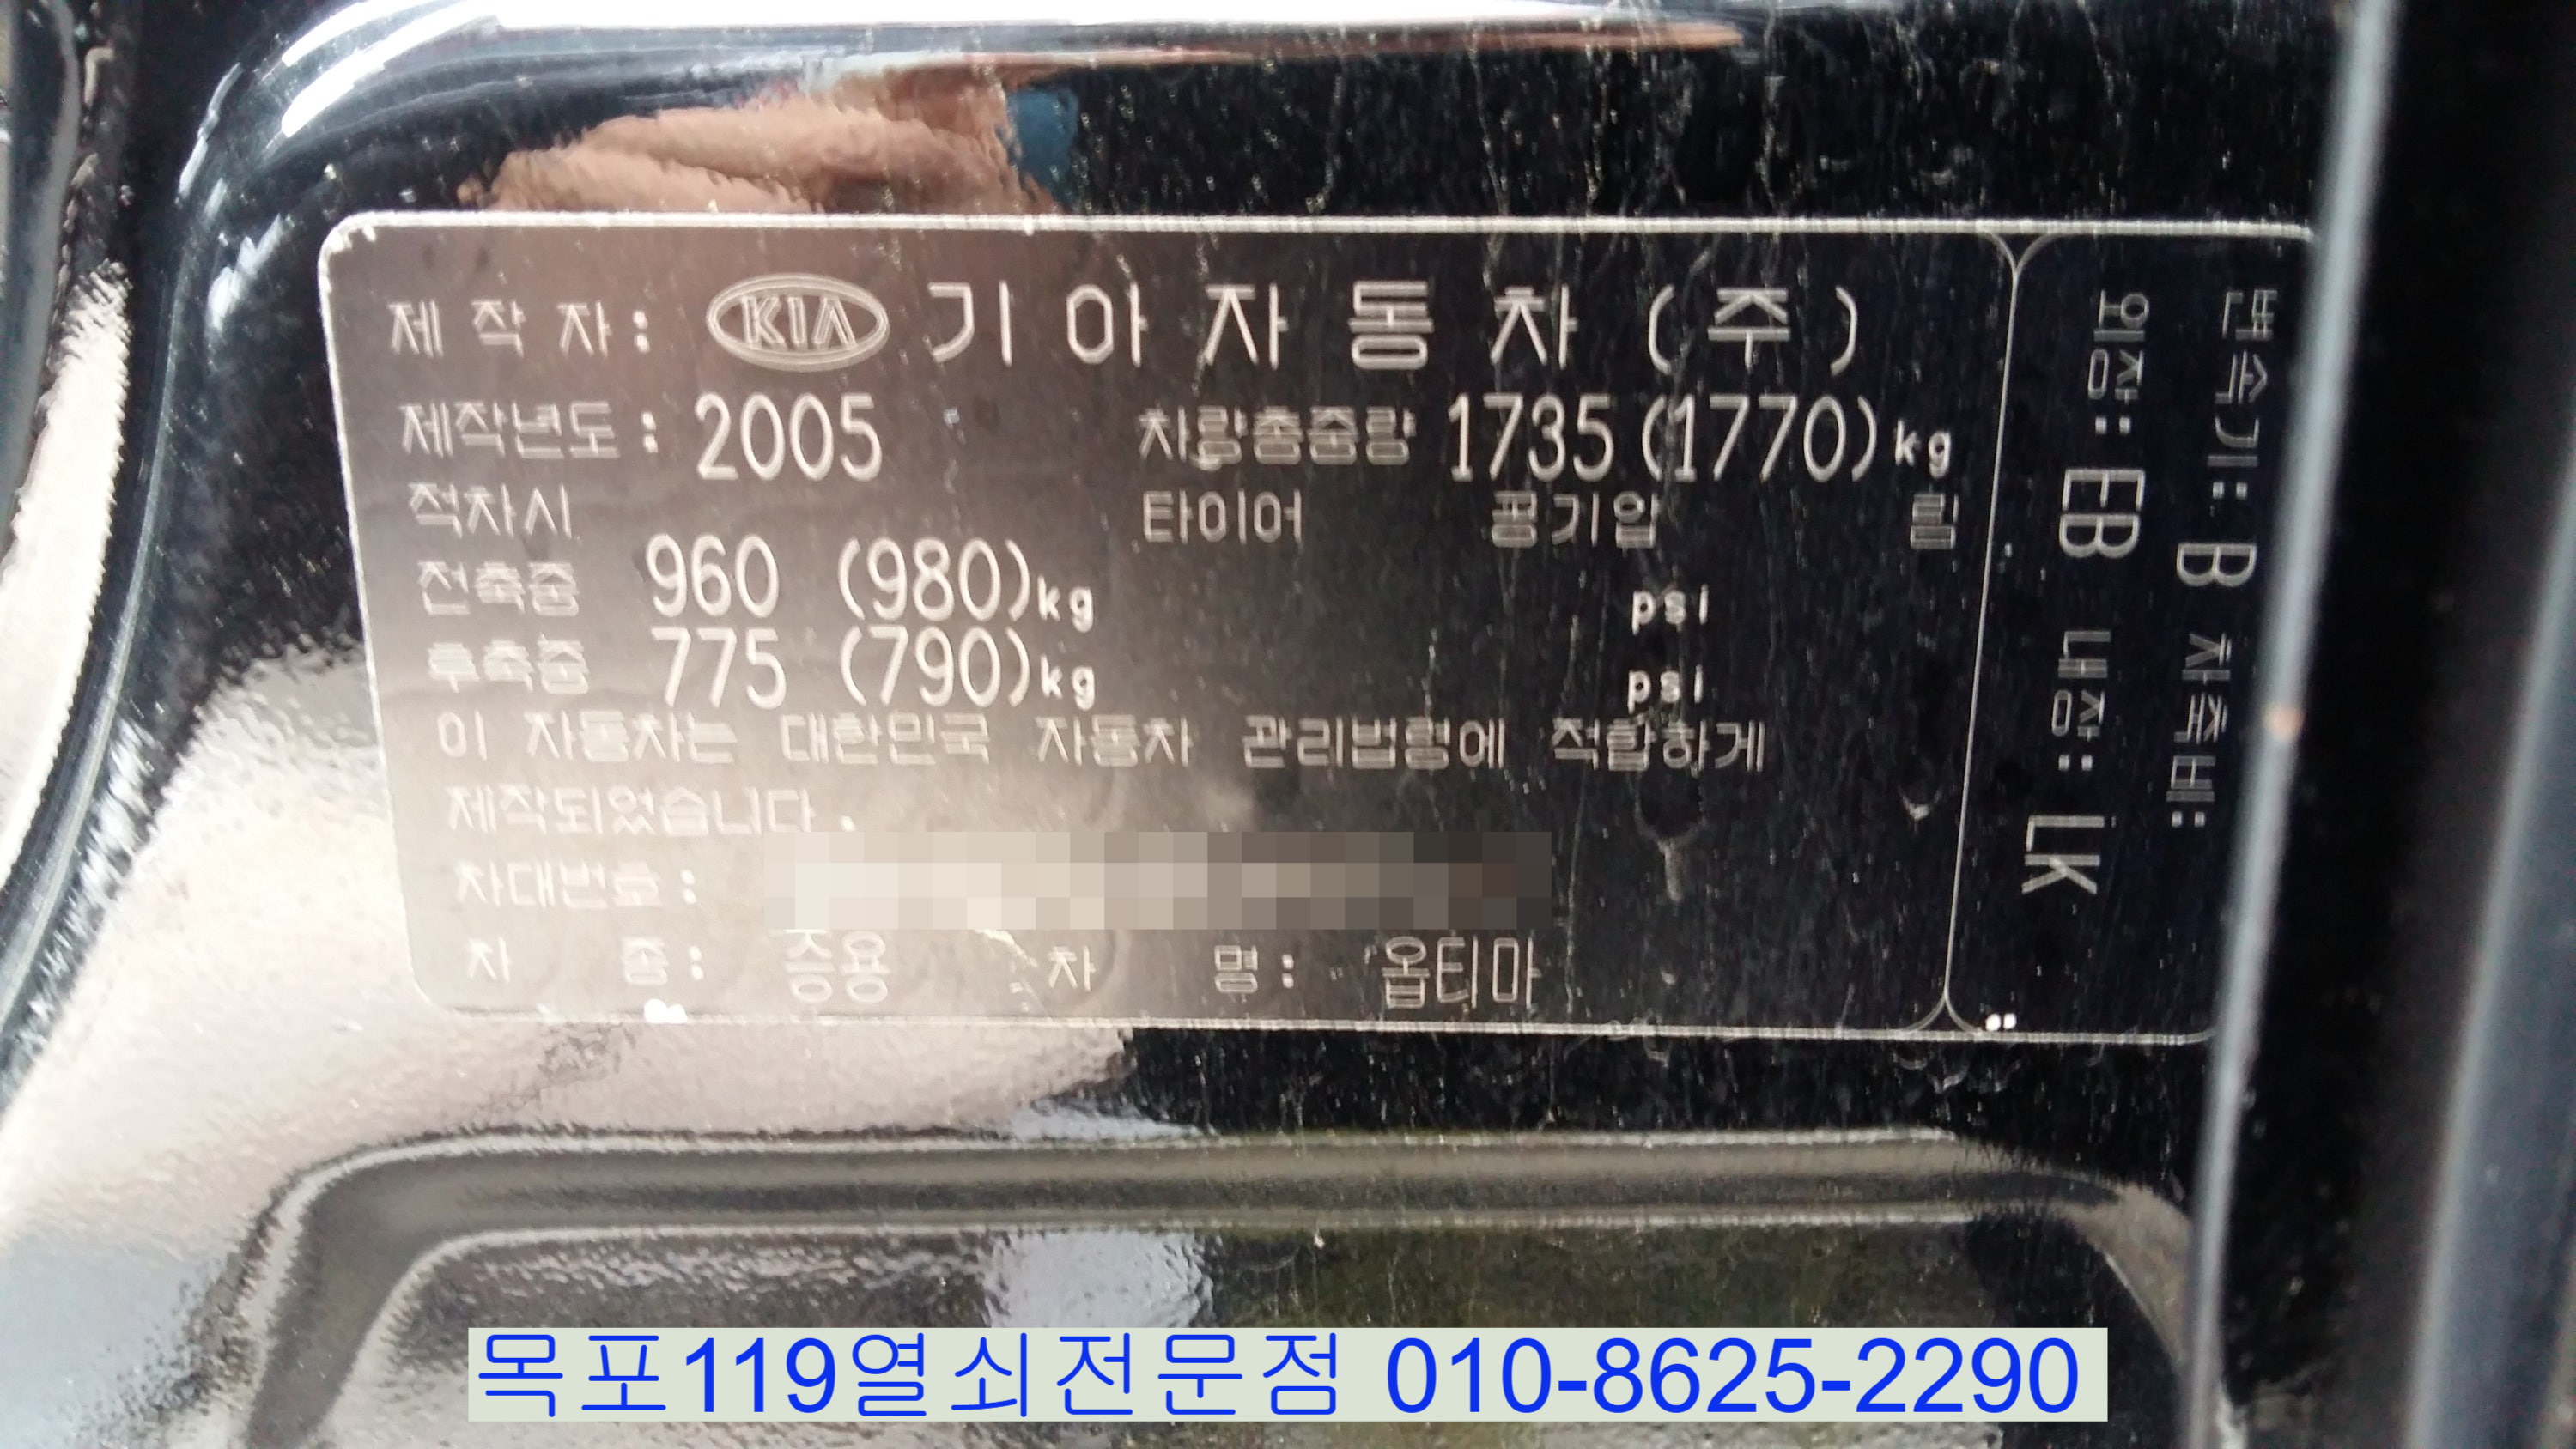 제 작 자 : KIA 기 아 자 동 차 ( 주 )
제작년도 : 2005 차량총중량 1735 (1770) kg
적차시 타이어 공기압 림
전축중 960 (980)kg psi
후축중 775 (790)kg psi
이 자동차는 대한민국 자동차 관리법령에 적합하게
제작되었습니다.
차대번호 :
차 종 : 승용 차 명 : 옵티마
변속기: B 차축비:
외장: EB 내장: LK
목포119열쇠전문점 010-8625-2290